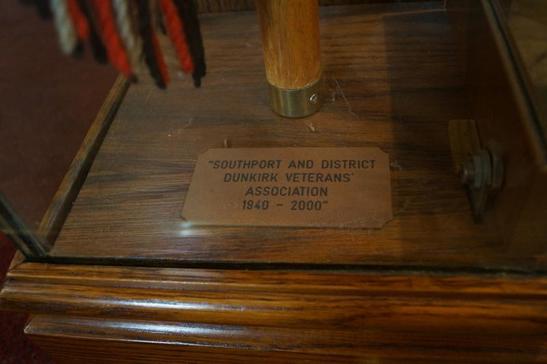 "SOUTHPORT AND DISTRICT
DUNKIRK VETERANS'
ASSOCIATION
1940 - 2000"